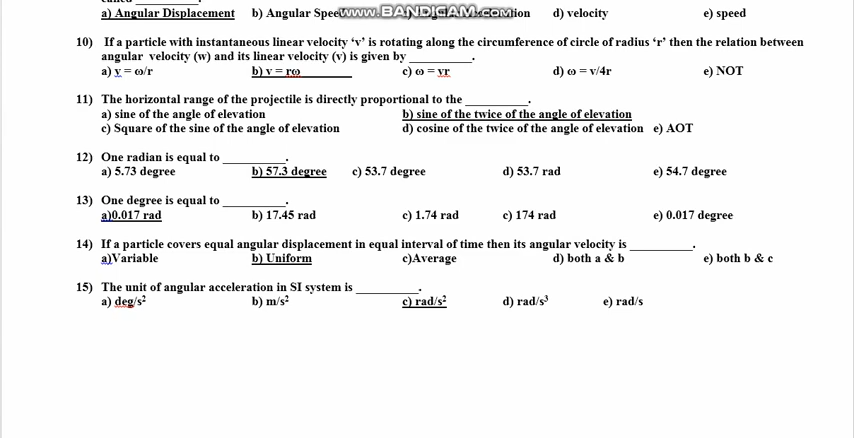 a) Angular Displacement b) Angular Spee www.BANDICAM.com tion d) velocity e) speed
10) If a particle with instantaneous linear velocity ‘v’ is rotating along the circumference of circle of radius ‘r’ then the relation between
angular velocity (w) and its linear velocity (v) is given by __________.
a) v = ω/r b) v = rω c) ω = vr d) ω = v/4r e) NOT
11) The horizontal range of the projectile is directly proportional to the __________.
a) sine of the angle of elevation b) sine of the twice of the angle of elevation
c) Square of the sine of the angle of elevation d) cosine of the twice of the angle of elevation e) AOT
12) One radian is equal to __________.
a) 5.73 degree b) 57.3 degree c) 53.7 degree d) 53.7 rad e) 54.7 degree
13) One degree is equal to __________.
a)0.017 rad b) 17.45 rad c) 1.74 rad c) 174 rad e) 0.017 degree
14) If a particle covers equal angular displacement in equal interval of time then its angular velocity is __________.
a)Variable b) Uniform c)Average d) both a & b e) both b & c
15) The unit of angular acceleration in SI system is __________.
a) deg/s² b) m/s² c) rad/s² d) rad/s³ e) rad/s